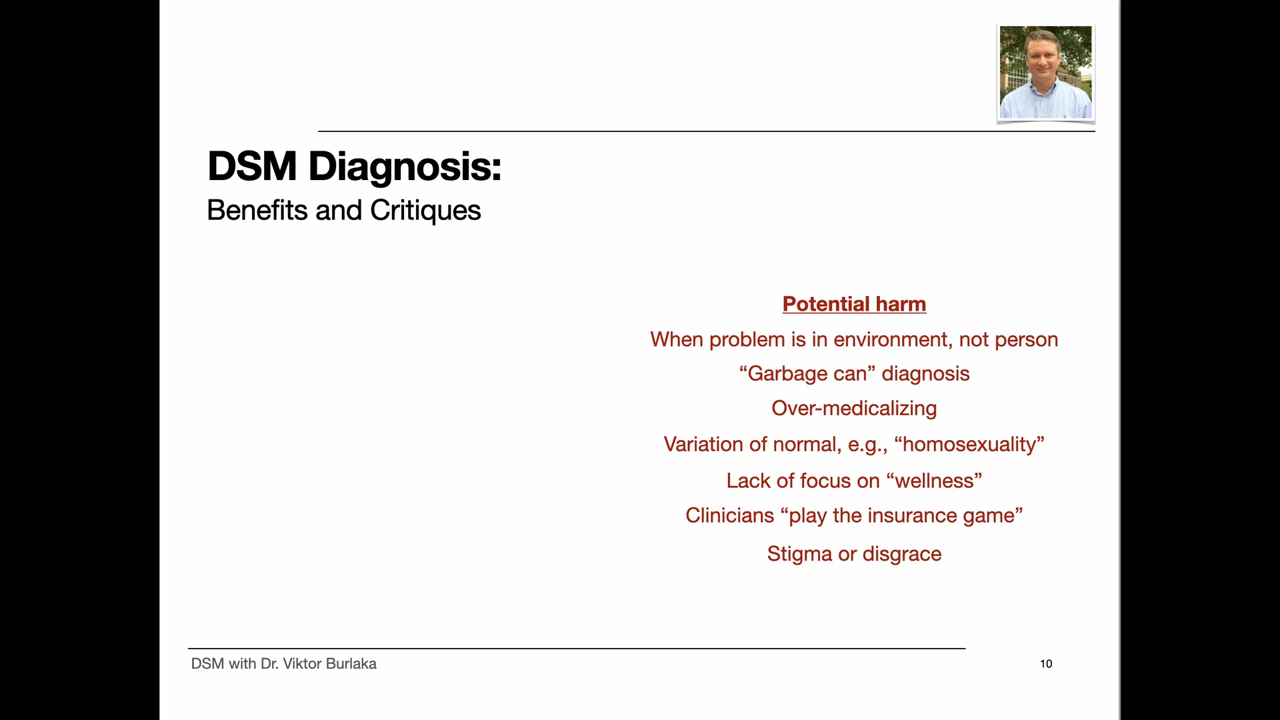 DSM Diagnosis:
Benefits and Critiques
Potential harm
When problem is in environment, not person
“Garbage can” diagnosis
Over-medicalizing
Variation of normal, e.g., “homosexuality”
Lack of focus on “wellness”
Clinicians “play the insurance game”
Stigma or disgrace
DSM with Dr. Viktor Burlaka
10